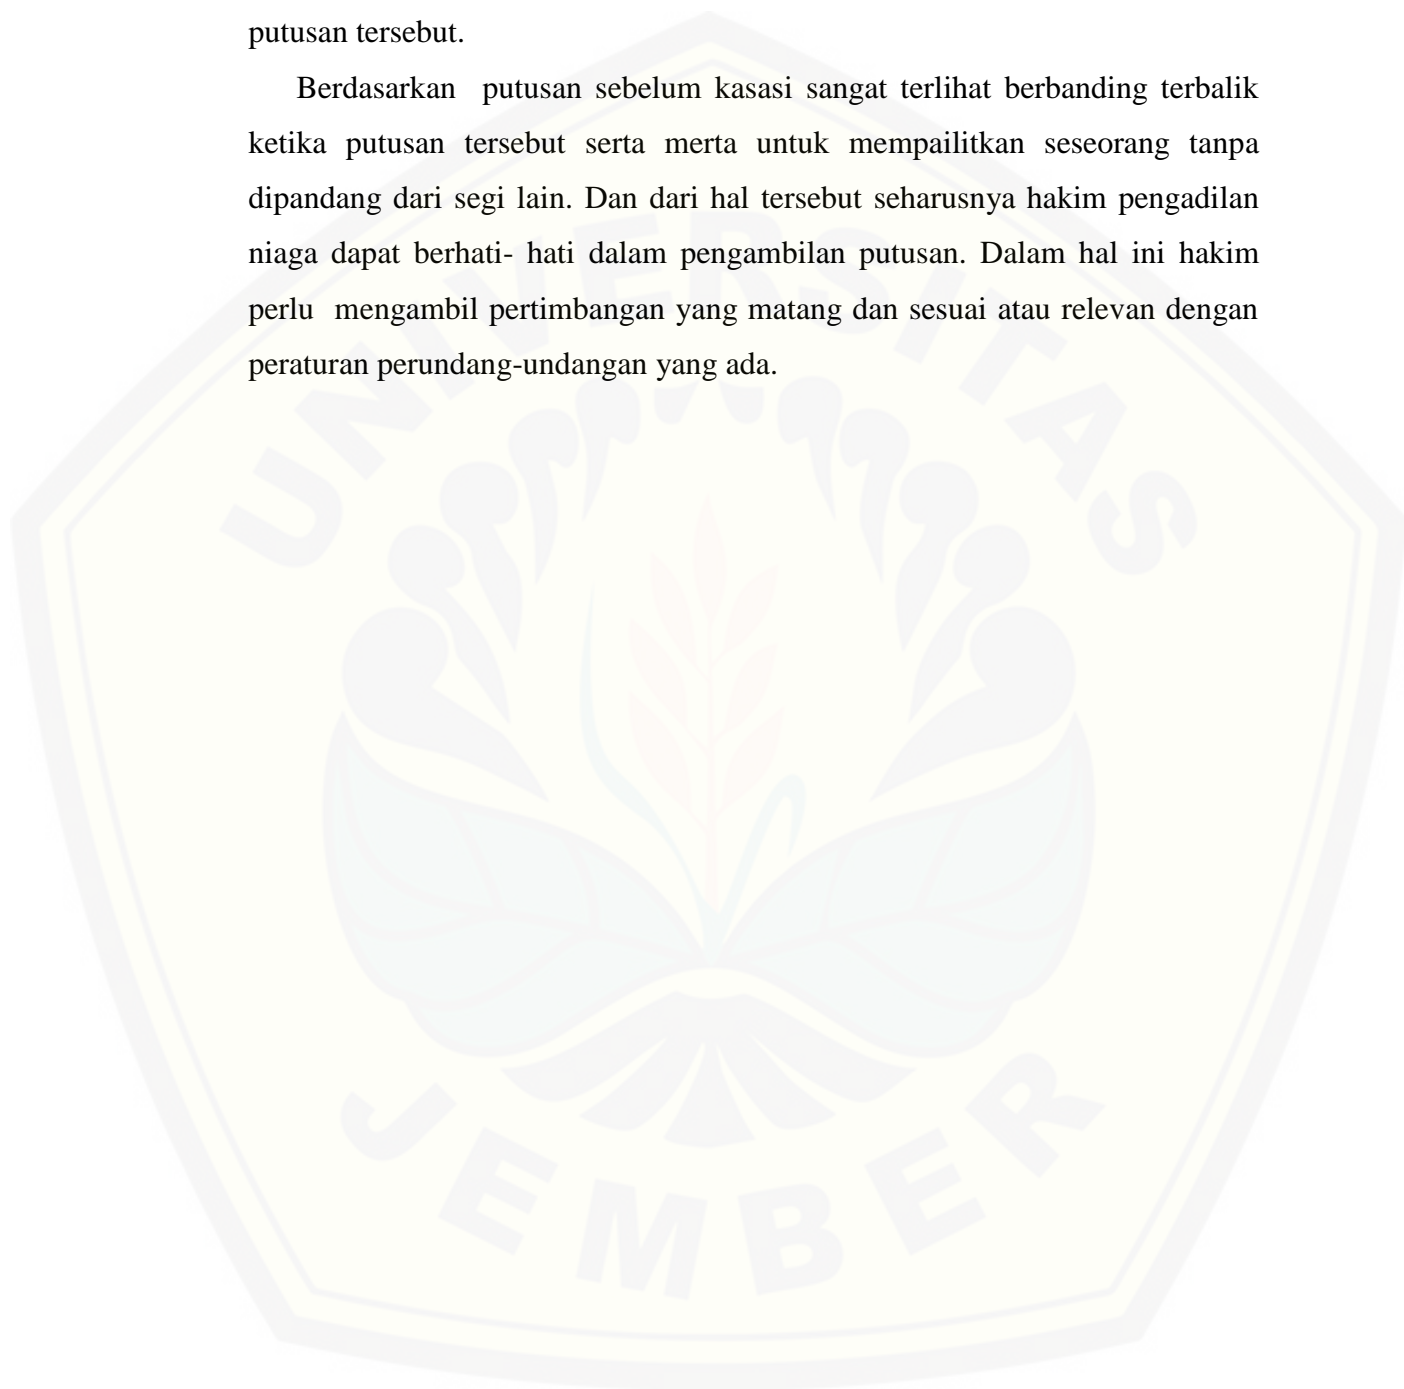 putusan tersebut.
Berdasarkan putusan sebelum kasasi sangat terlihat berbanding terbalik
ketika putusan tersebut serta merta untuk mempailitkan seseorang tanpa
dipandang dari segi lain. Dan dari hal tersebut seharusnya hakim pengadilan
niaga dapat berhati- hati dalam pengambilan putusan. Dalam hal ini hakim
perlu mengambil pertimbangan yang matang dan sesuai atau relevan dengan
peraturan perundang-undangan yang ada.
UNIVERSITAS
JEMBER